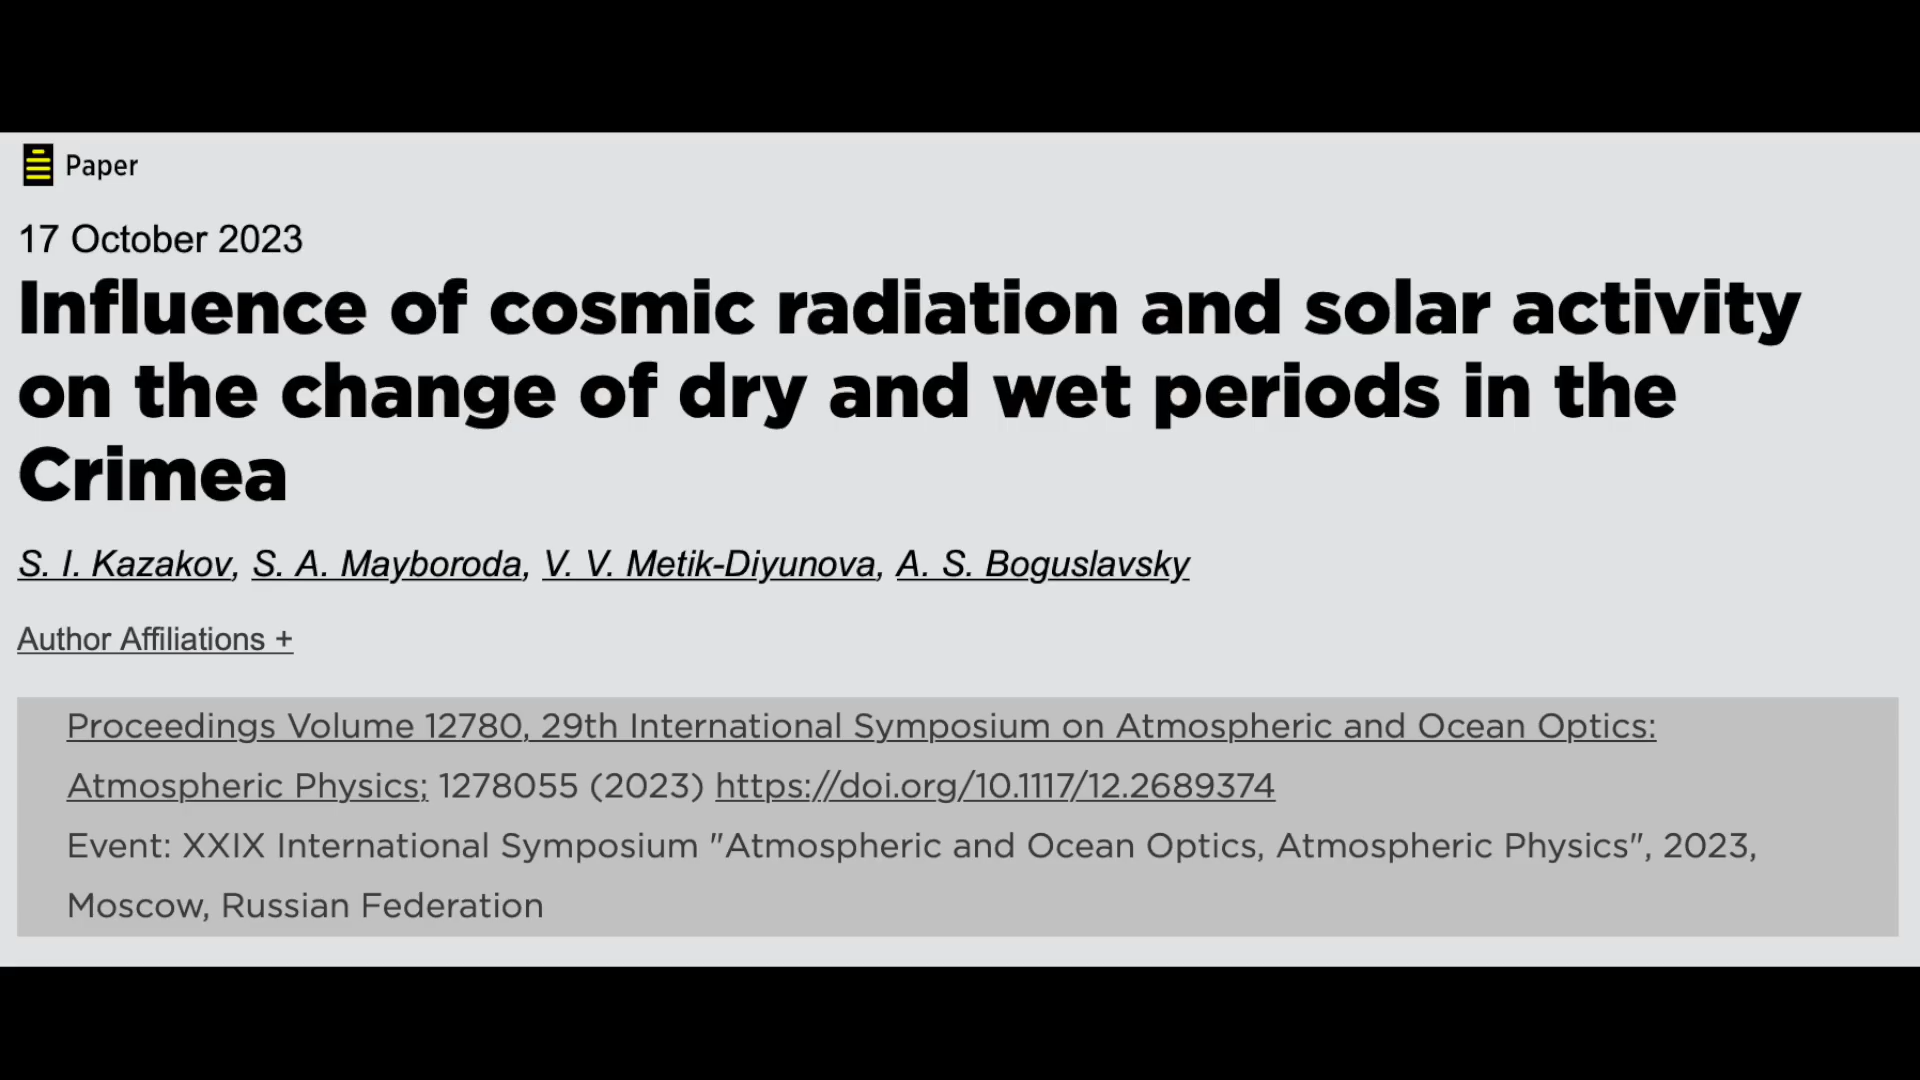 Paper
17 October 2023
Influence of cosmic radiation and solar activity
on the change of dry and wet periods in the
Crimea
S. I. Kazakov, S. A. Mayboroda, V. V. Metik-Diyunova, A. S. Boguslavsky
Author Affiliations +
Proceedings Volume 12780, 29th International Symposium on Atmospheric and Ocean Optics:
Atmospheric Physics; 1278055 (2023) https://doi.org/10.1117/12.2689374
Event: XXIX International Symposium "Atmospheric and Ocean Optics, Atmospheric Physics", 2023,
Moscow, Russian Federation